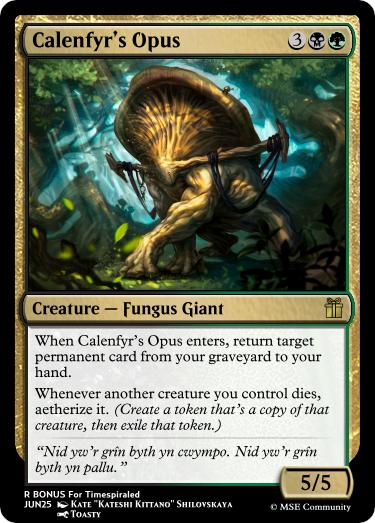 Calenfyr's Opus 3
Creature — Fungus Giant
When Calenfyr's Opus enters, return target
permanent card from your graveyard to your
hand.
Whenever another creature you control dies,
aetherize it. (Create a token that's a copy of that
creature, then exile that token.)
“Nid yw'r grîn byth yn cwympo. Nid yw'r grîn
byth yn pallu.”
5/5
R BONUS For Timespiraled
JUN25 KATE "KATESHI KITTANO" SHILOVSKAYA
TOASTY
© MSE Community